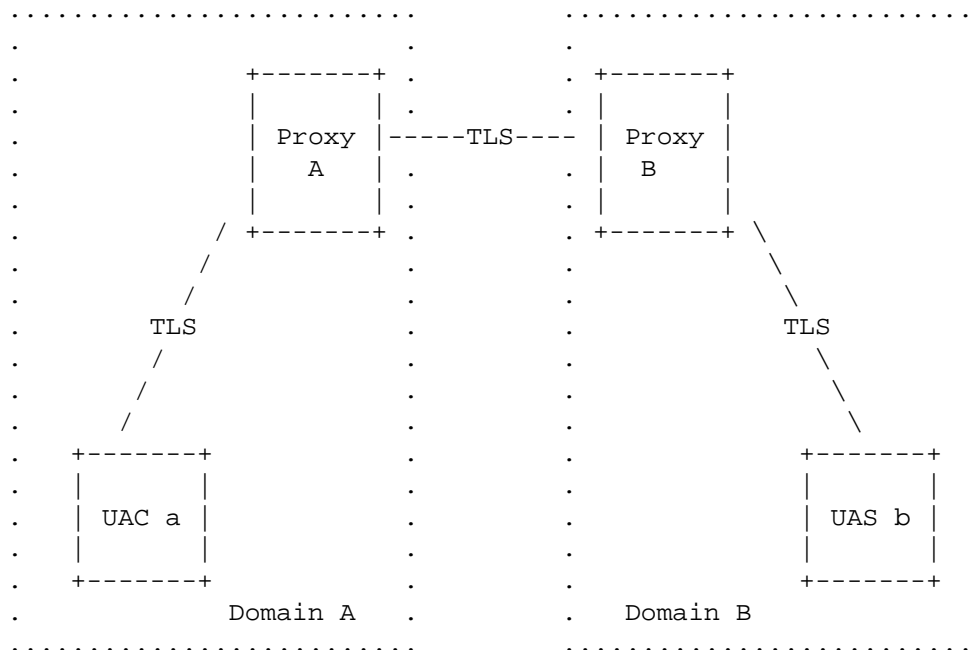 Proxy -----TLS---- Proxy
A B
TLS TLS
UAC a UAS b
Domain A Domain B